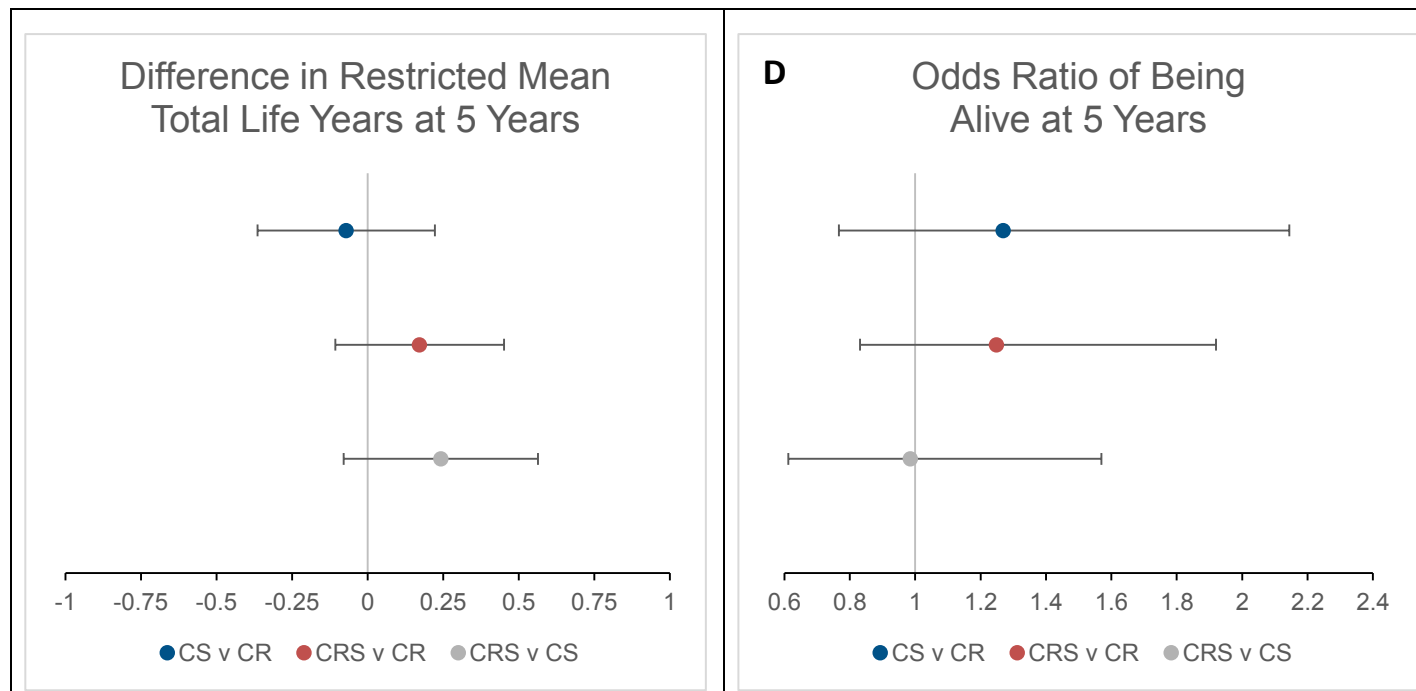 Difference in Restricted Mean
Total Life Years at 5 Years
-1 -0.75 -0.5 -0.25 0 0.25 0.5 0.75 1
CS v CR CRS v CR CRS v CS
D
Odds Ratio of Being
Alive at 5 Years
0.6 0.8 1 1.2 1.4 1.6 1.8 2 2.2 2.4
CS v CR CRS v CR CRS v CS